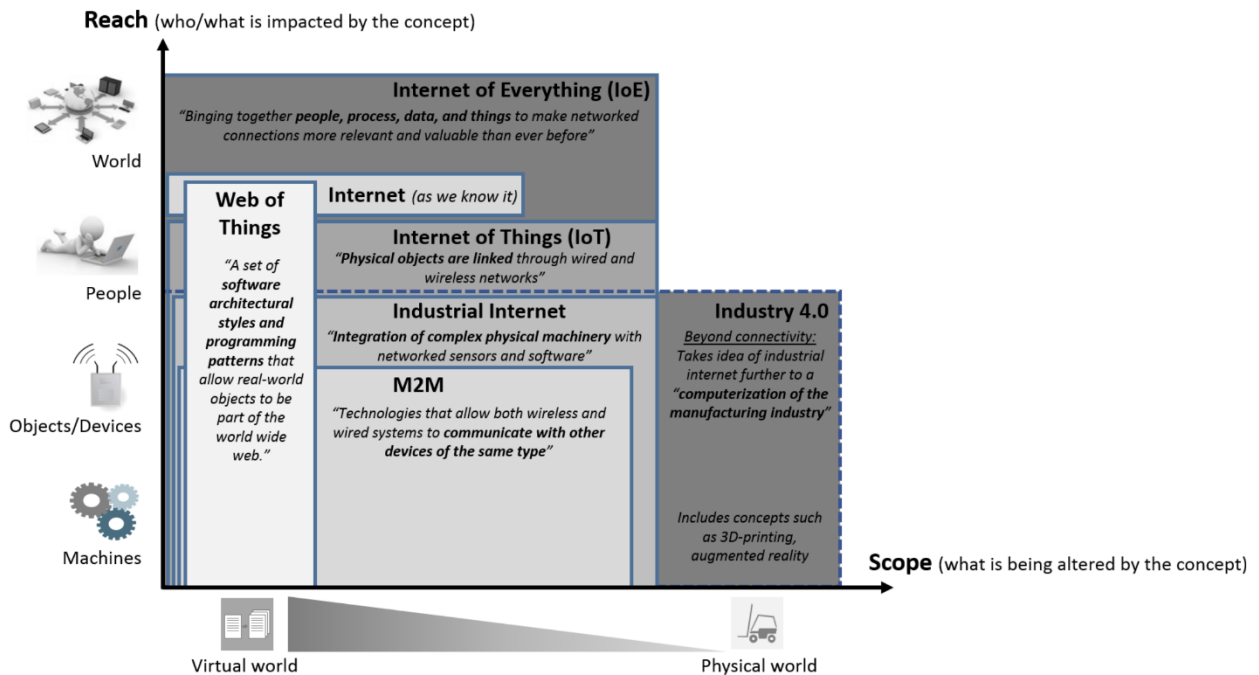 Reach (who/what is impacted by the concept)
Internet of Everything (IoE)
“Binging together people, process, data, and things to make networked
connections more relevant and valuable than ever before”
World
Internet (as we know it)
Web of
Things
“A set of
software
architectural
styles and
programming
patterns that
allow real-world
objects to be
part of the
world wide
web.”
Internet of Things (IoT)
“Physical objects are linked through wired and
wireless networks”
People
Industrial Internet
“Integration of complex physical machinery with
networked sensors and software”
Industry 4.0
Beyond connectivity:
Takes idea of industrial
internet further to a
“computerization of the
manufacturing industry”
M2M
“Technologies that allow both wireless and
wired systems to communicate with other
devices of the same type”
Objects/Devices
Includes concepts such
as 3D-printing,
augmented reality
Machines
Scope (what is being altered by the concept)
Virtual world
Physical world